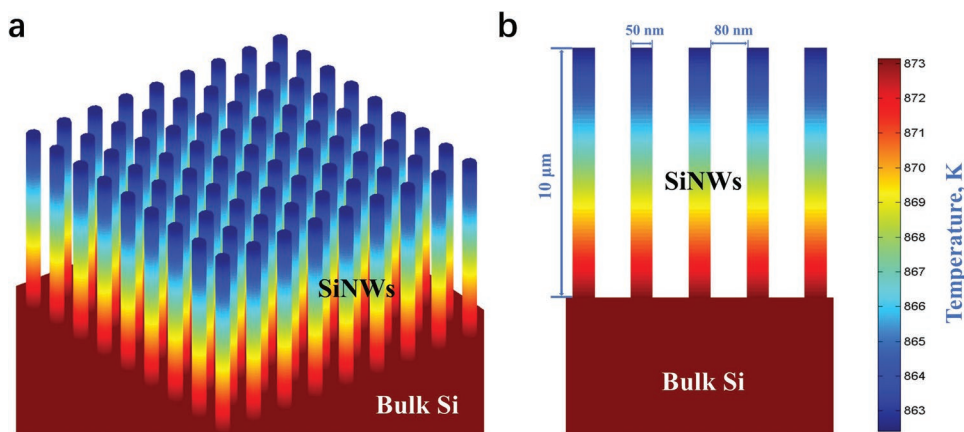 a
SiNWs
Bulk Si
b
50 nm
80 nm
10 μm
SiNWs
Bulk Si
873
872
871
870
869
868
867
866
865
864
863
Temperature, K